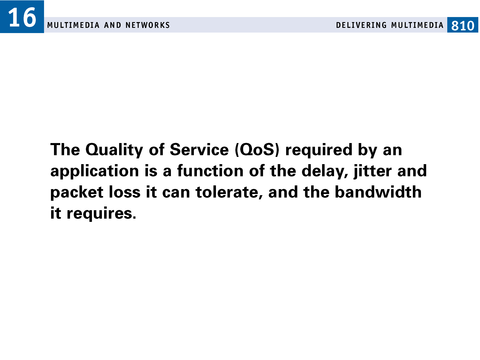 16 MULTIMEDIA AND NETWORKS DELIVERING MULTIMEDIA 810
The Quality of Service (QoS) required by an
application is a function of the delay, jitter and
packet loss it can tolerate, and the bandwidth
it requires.